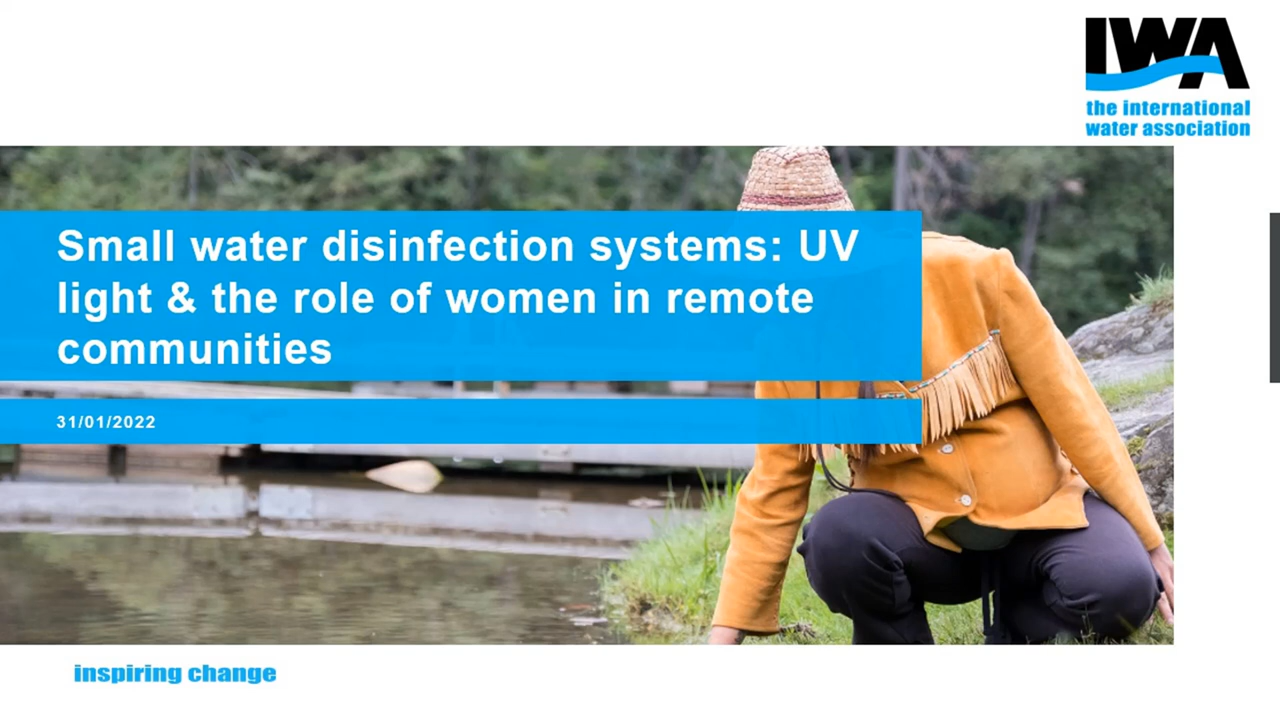 IWA
the international
water association
Small water disinfection systems: UV
light & the role of women in remote
communities
31/01/2022
inspiring change